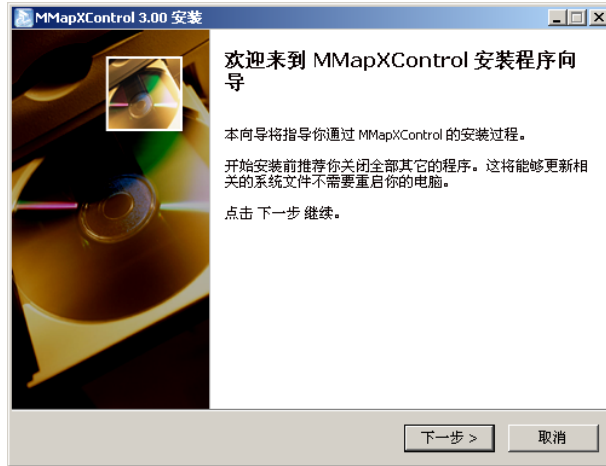 MMapXControl 3.00 安装
欢迎来到 MMapXControl 安装程序向
导
本向导将指导你通过 MMapXControl 的安装过程。
开始安装前推荐你关闭全部其它的程序。这将能够更新相
关的系统文件不需要重启你的电脑。
点击 下一步 继续。
下一步 >
取消